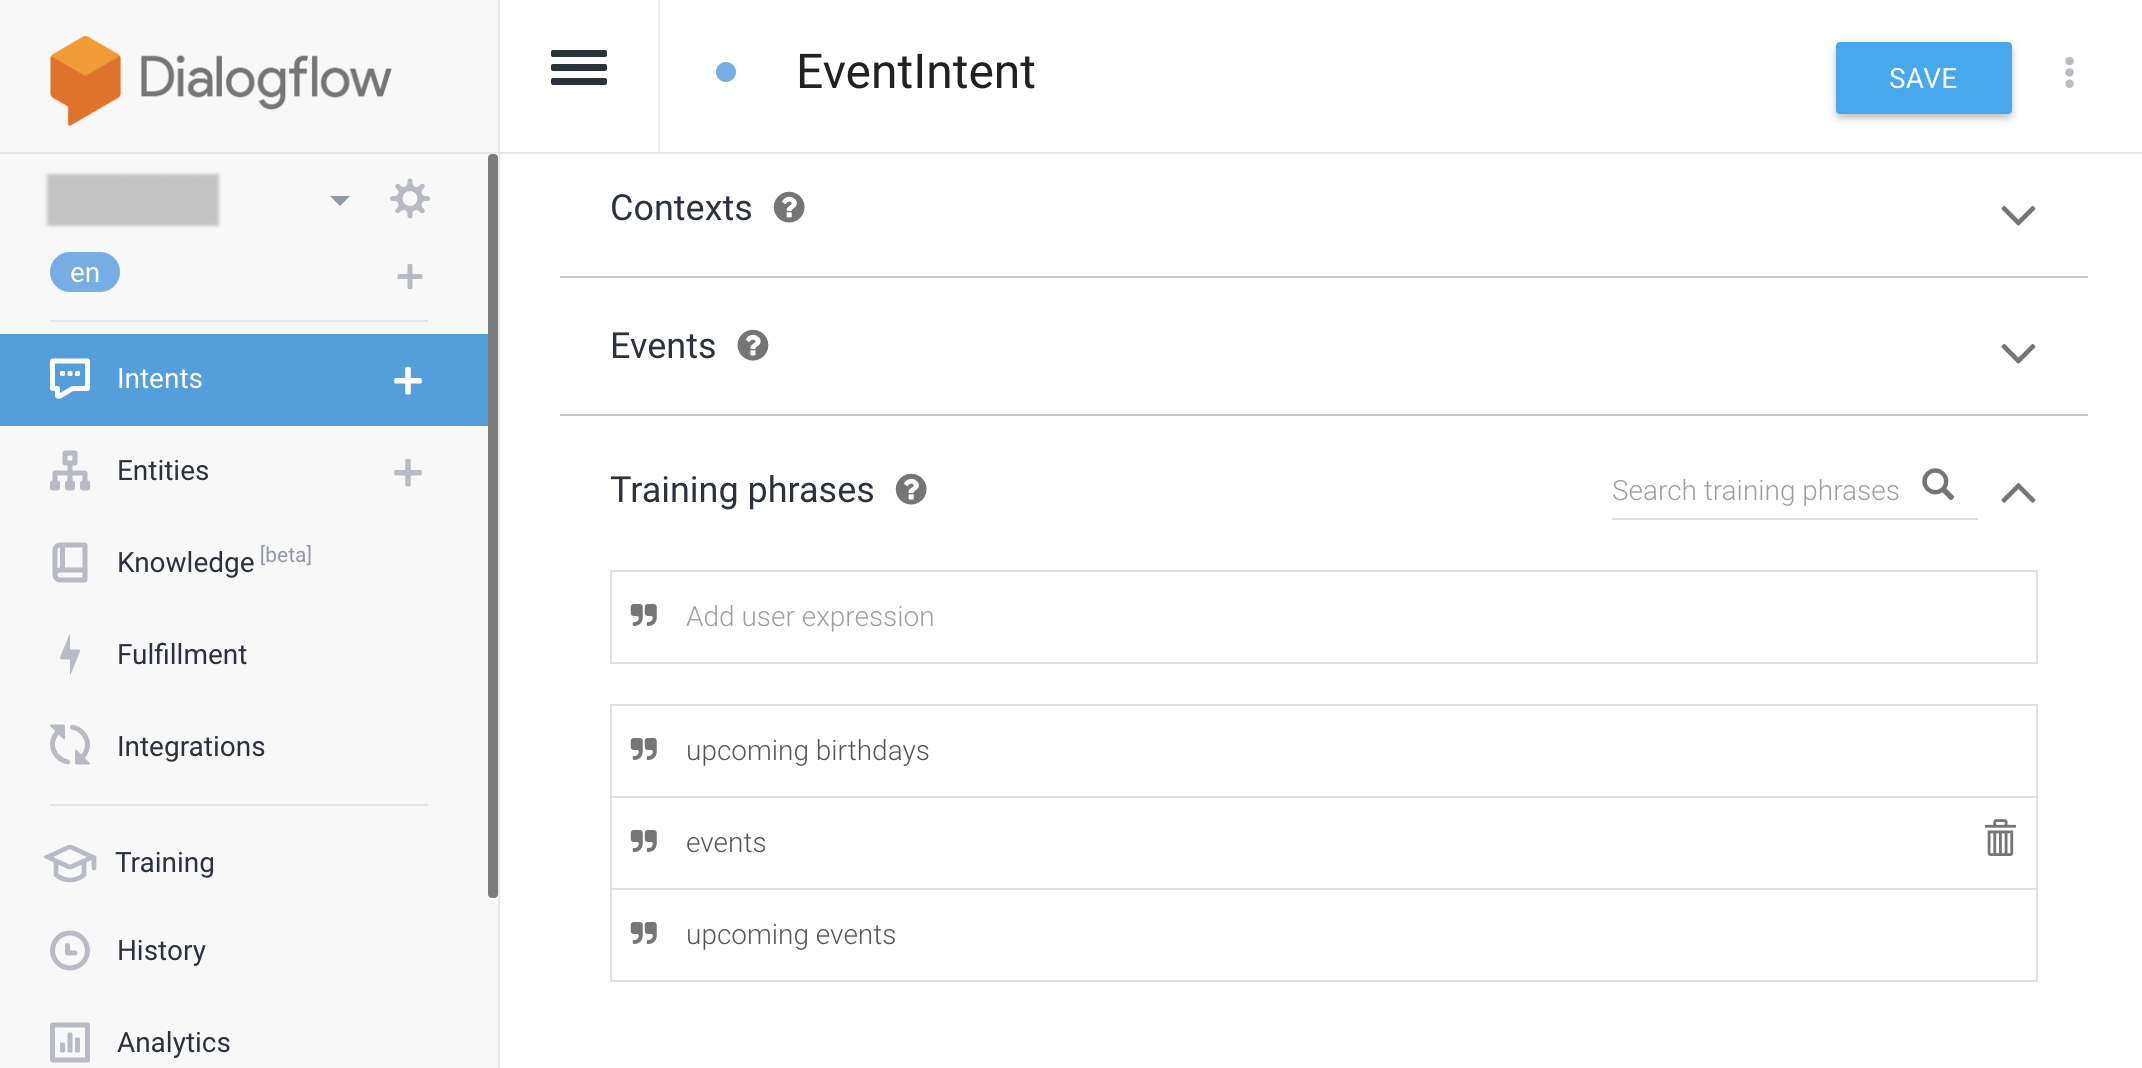 Dialogflow
en
Intents
Entities
Knowledge [beta]
Fulfillment
Integrations
Training
History
Analytics
EventIntent
SAVE
Contexts
Events
Training phrases
Search training phrases
Add user expression
upcoming birthdays
events
upcoming events